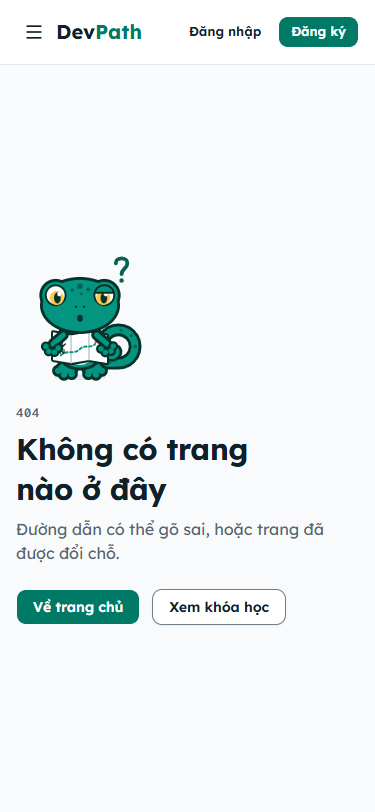 DevPath
Đăng nhập
Đăng ký
?
404
Không có trang
nào ở đây
Đường dẫn có thể gõ sai, hoặc trang đã
được đổi chỗ.
Về trang chủ
Xem khóa học